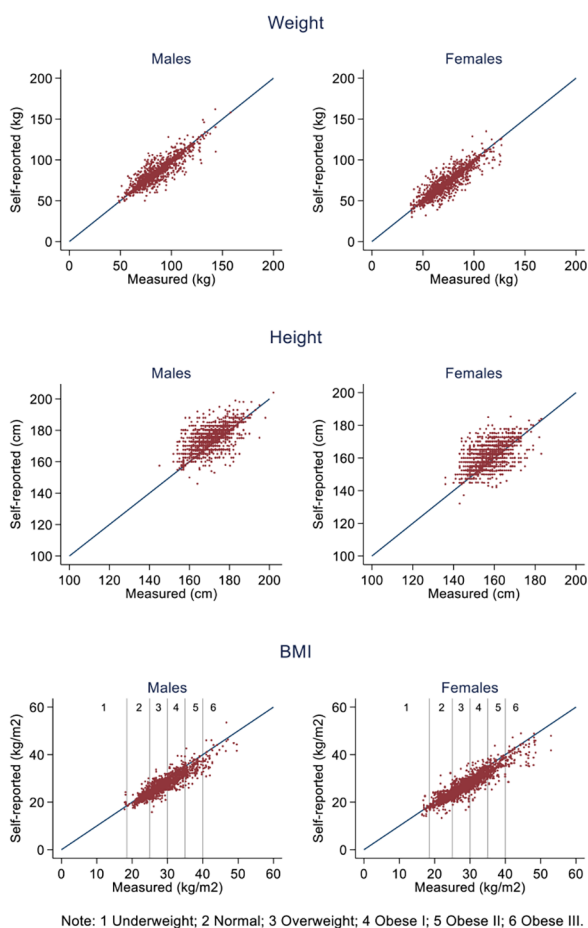 Weight
Males
Females
Self-reported (kg)
200
150
100
50
0
0 50 100 150 200
Measured (kg)
Self-reported (kg)
200
150
100
50
0
0 50 100 150 200
Measured (kg)
Height
Males
Females
Self-reported (cm)
200
180
160
140
120
100
100 120 140 160 180 200
Measured (cm)
Self-reported (cm)
200
180
160
140
120
100
100 120 140 160 180 200
Measured (cm)
BMI
Males
Females
Self-reported (kg/m2)
60
40
20
0
1 2 3 4 5 6
0 10 20 30 40 50 60
Measured (kg/m2)
Self-reported (kg/m2)
60
40
20
0
1 2 3 4 5 6
0 10 20 30 40 50 60
Measured (kg/m2)
Note: 1 Underweight; 2 Normal; 3 Overweight; 4 Obese I; 5 Obese II; 6 Obese III.